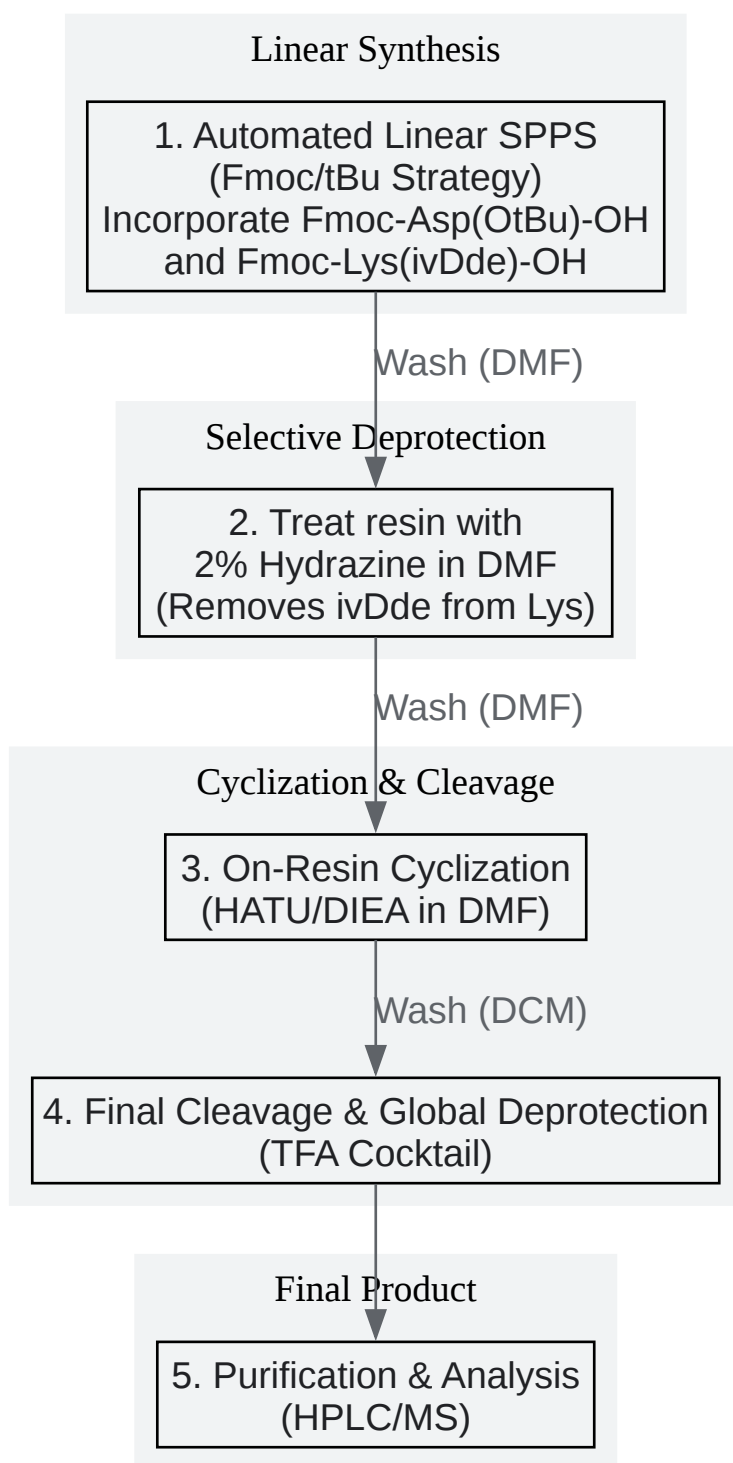 Linear Synthesis
1. Automated Linear SPPS
(Fmoc/tBu Strategy)
Incorporate Fmoc-Asp(OtBu)-OH
and Fmoc-Lys(ivDde)-OH
Wash (DMF)
Selective Deprotection
2. Treat resin with
2% Hydrazine in DMF
(Removes ivDde from Lys)
Wash (DMF)
Cyclization & Cleavage
3. On-Resin Cyclization
(HATU/DIEA in DMF)
Wash (DCM)
4. Final Cleavage & Global Deprotection
(TFA Cocktail)
Final Product
5. Purification & Analysis
(HPLC/MS)